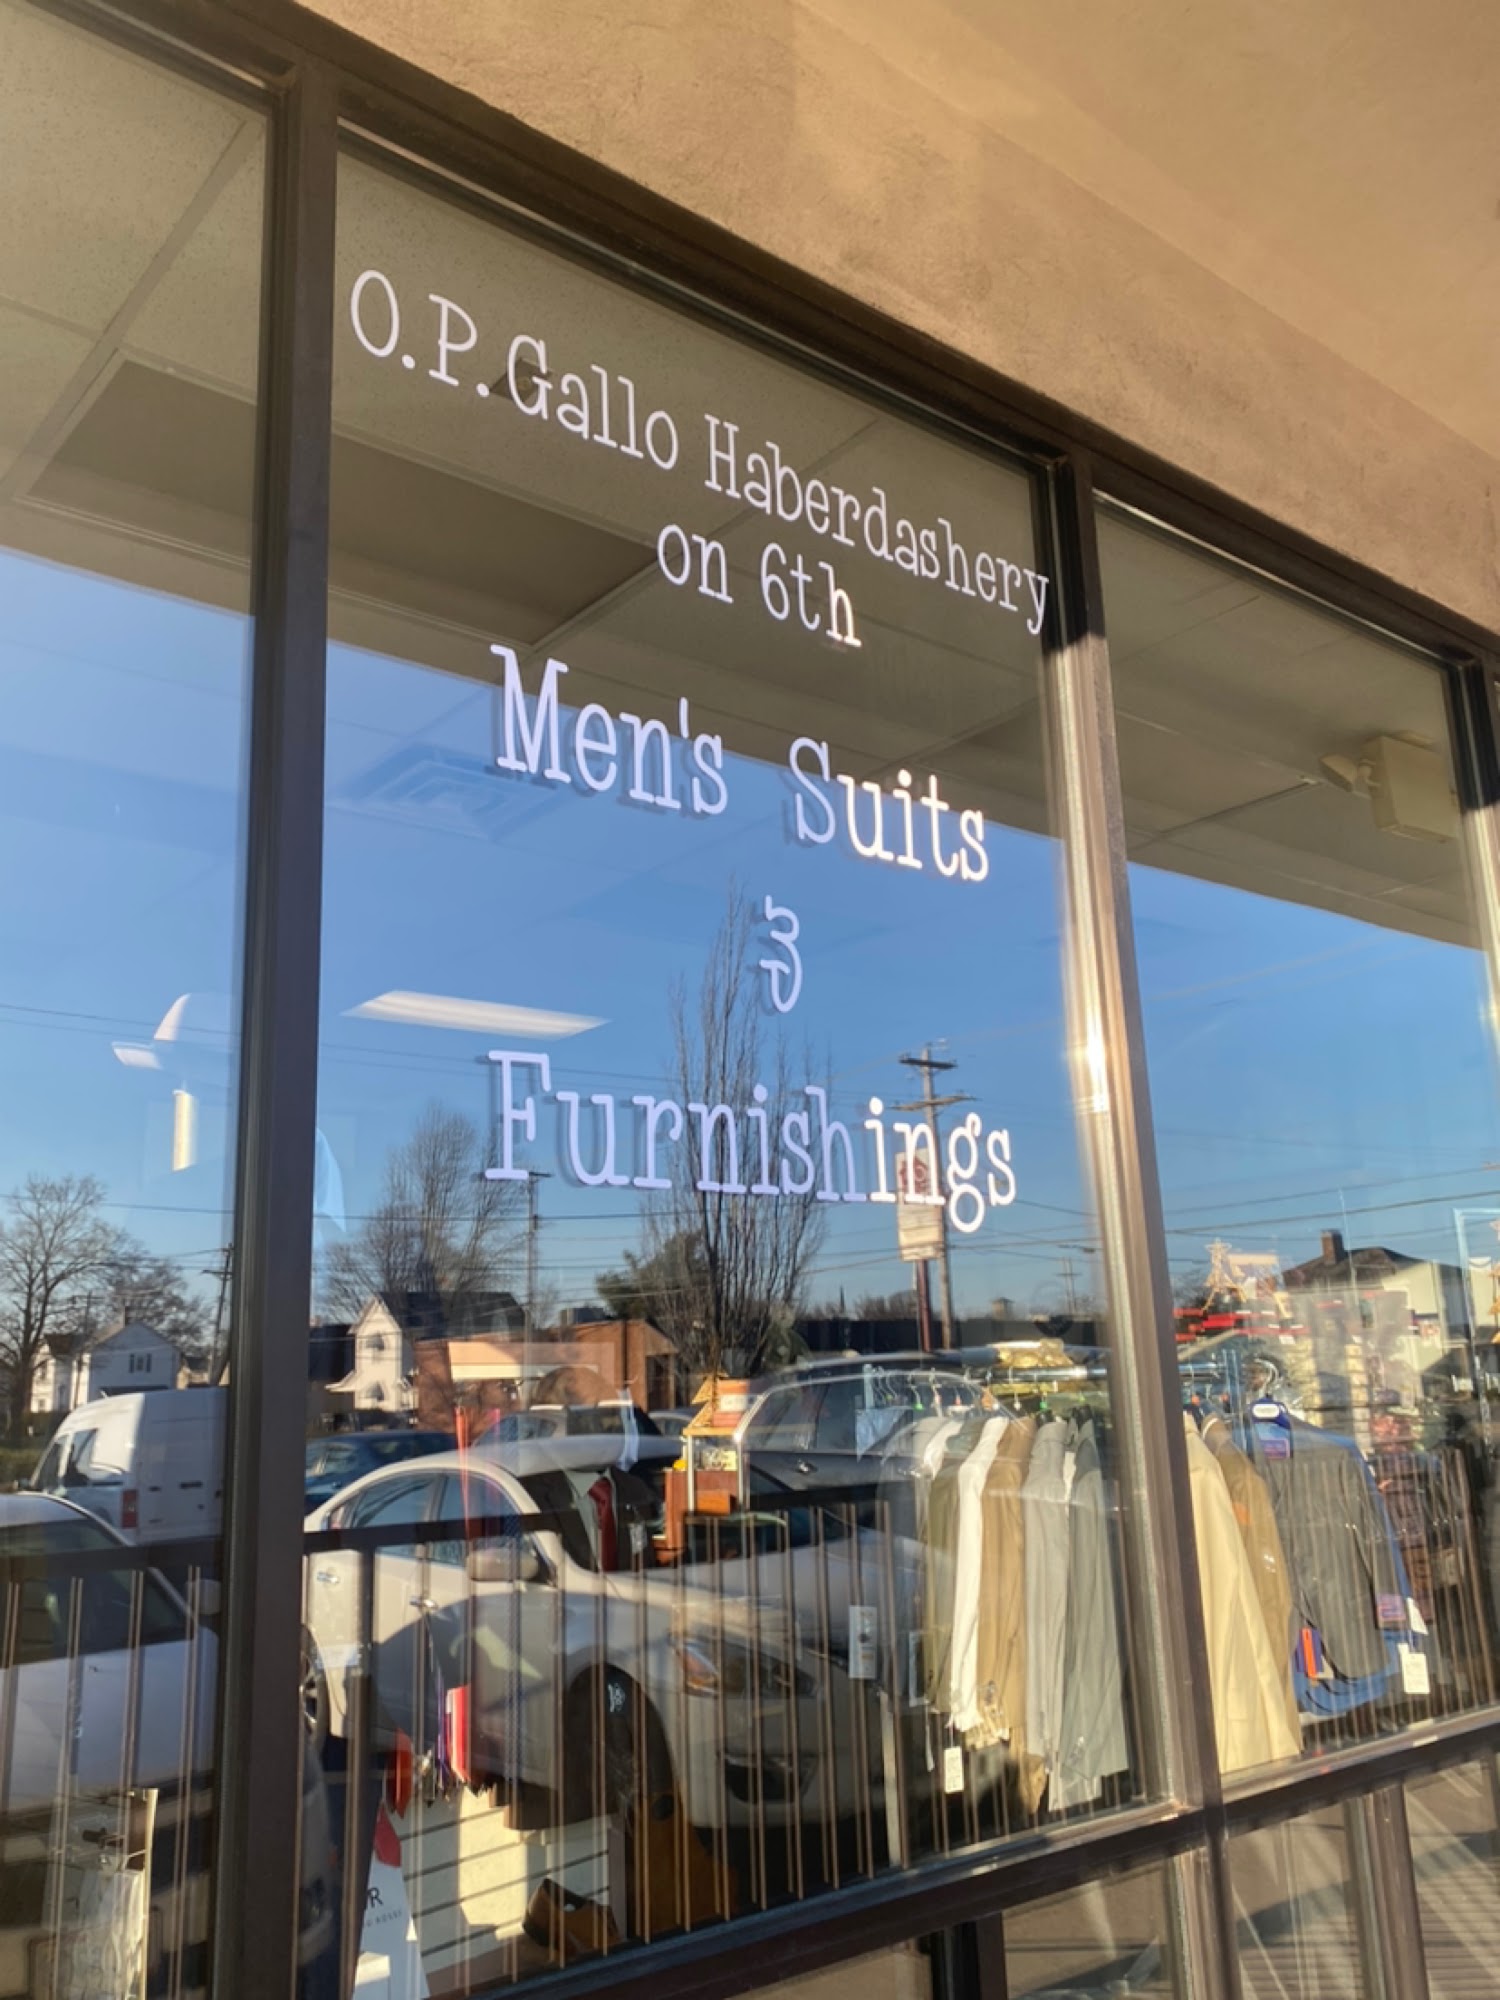 O.P. Gallo Haberdashery
on 6th
Men's Suits
&
Furnishings